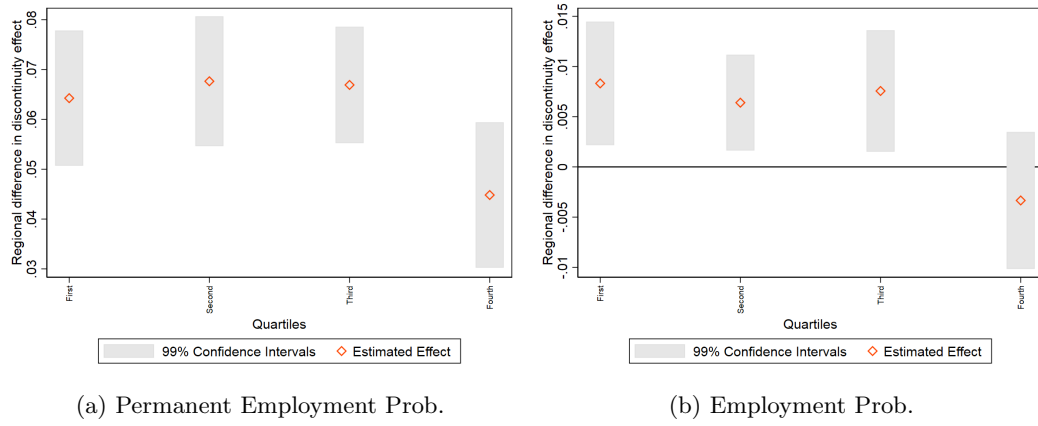 Regional difference in discontinuity effect
.08
.07
.06
.05
.04
.03
First
Second
Third
Fourth
Quartiles
99% Confidence Intervals Estimated Effect
(a) Permanent Employment Prob.
Regional difference in discontinuity effect
.015
.01
.005
0
-.005
-.01
First
Second
Third
Fourth
Quartiles
99% Confidence Intervals Estimated Effect
(b) Employment Prob.